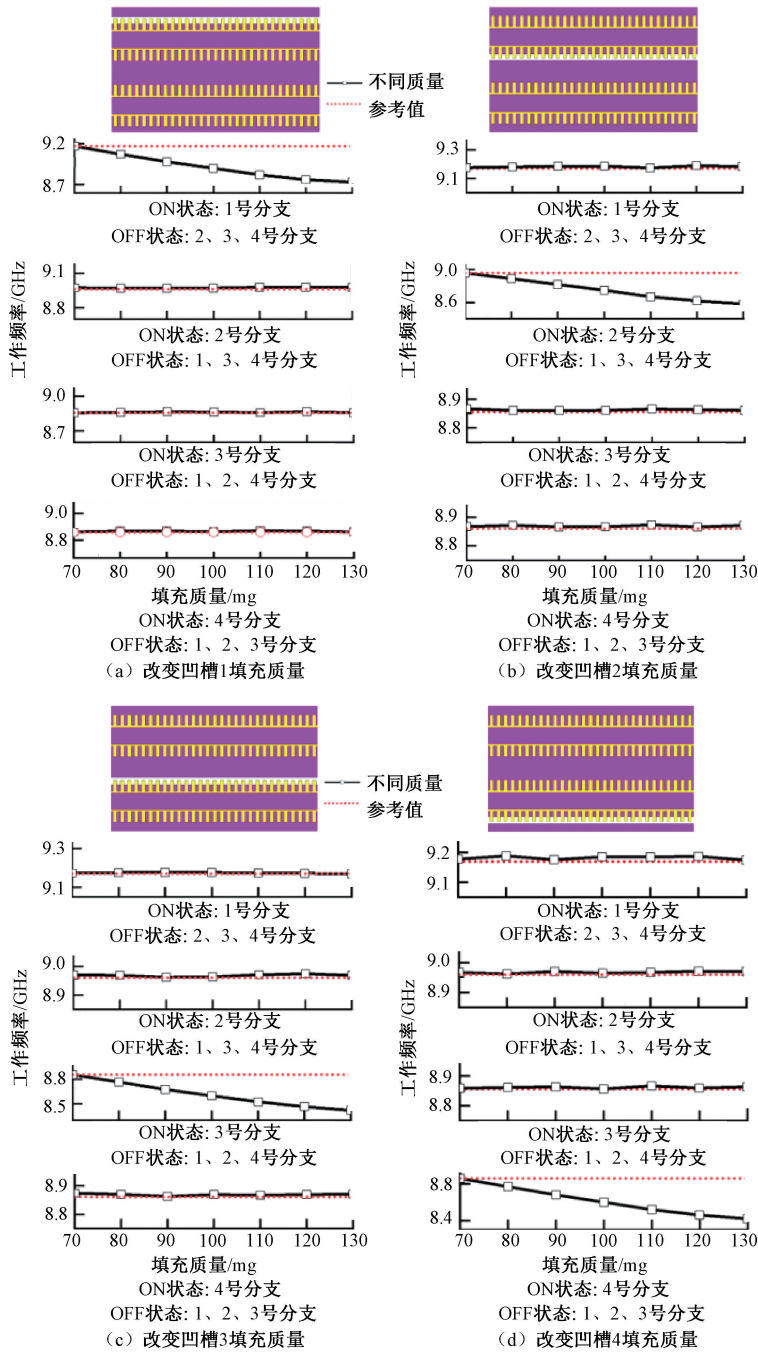 不同质量
参考值
工作频率/GHz
9.2
8.7
ON状态: 1号分支
OFF状态: 2、3、4号分支
9.1
8.8
ON状态: 2号分支
OFF状态: 1、3、4号分支
9.0
8.7
ON状态: 3号分支
OFF状态: 1、2、4号分支
9.0
8.8
70 80 90 100 110 120 130
填充质量/mg
ON状态: 4号分支
OFF状态: 1、2、3号分支
（a）改变凹槽1填充质量
工作频率/GHz
9.3
9.1
ON状态: 1号分支
OFF状态: 2、3、4号分支
9.0
8.6
ON状态: 2号分支
OFF状态: 1、3、4号分支
8.9
8.8
ON状态: 3号分支
OFF状态: 1、2、4号分支
8.9
8.8
70 80 90 100 110 120 130
填充质量/mg
ON状态: 4号分支
OFF状态: 1、2、3号分支
（b）改变凹槽2填充质量
不同质量
参考值
工作频率/GHz
9.3
9.1
ON状态: 1号分支
OFF状态: 2、3、4号分支
9.0
8.9
ON状态: 2号分支
OFF状态: 1、3、4号分支
8.8
8.5
ON状态: 3号分支
OFF状态: 1、2、4号分支
8.9
8.8
70 80 90 100 110 120 130
填充质量/mg
ON状态: 4号分支
OFF状态: 1、2、3号分支
（c）改变凹槽3填充质量
工作频率/GHz
9.2
9.1
ON状态: 1号分支
OFF状态: 2、3、4号分支
9.0
8.9
ON状态: 2号分支
OFF状态: 1、3、4号分支
8.9
8.8
ON状态: 3号分支
OFF状态: 1、2、4号分支
8.8
8.4
70 80 90 100 110 120 130
填充质量/mg
ON状态: 4号分支
OFF状态: 1、2、3号分支
（d）改变凹槽4填充质量